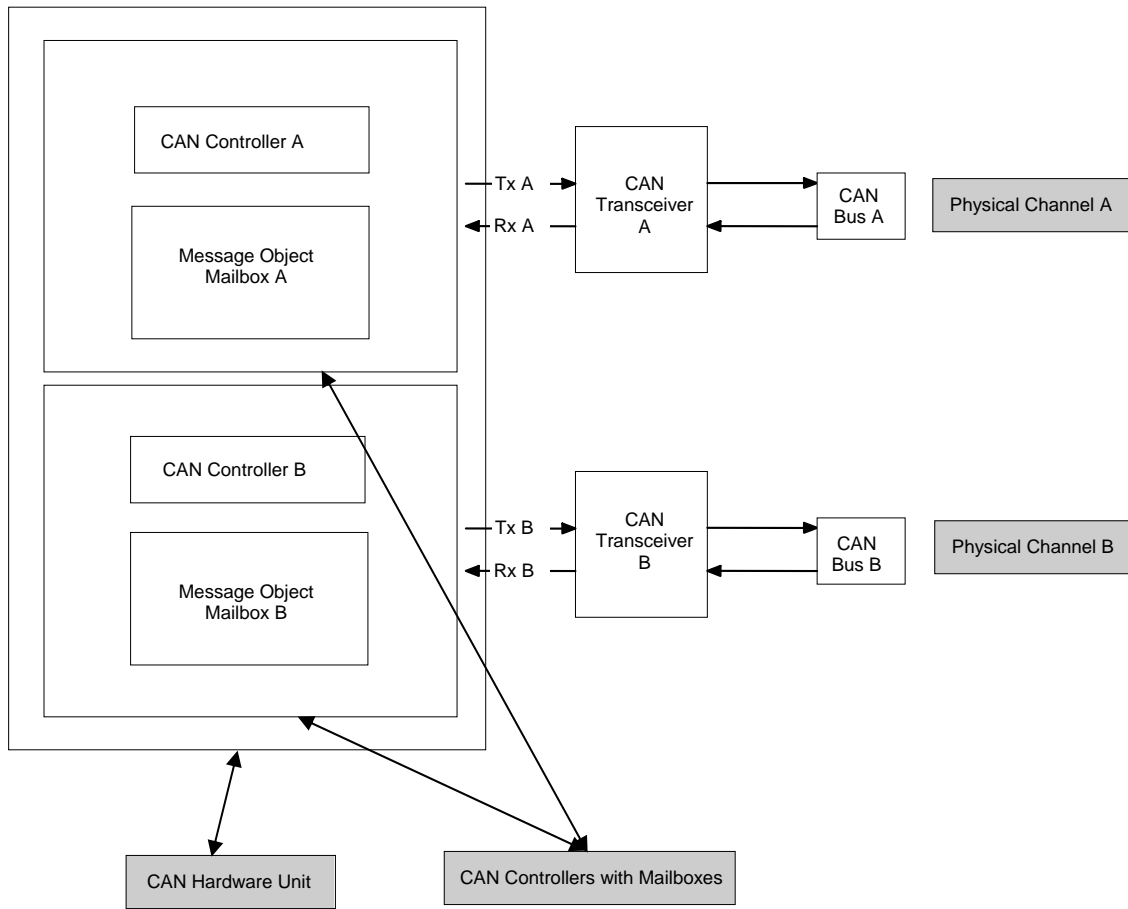 CAN Controller A
Message Object
Mailbox A
Tx A
Rx A
CAN
Transceiver
A
CAN
Bus A
Physical Channel A
CAN Controller B
Message Object
Mailbox B
Tx B
Rx B
CAN
Transceiver
B
CAN
Bus B
Physical Channel B
CAN Hardware Unit
CAN Controllers with Mailboxes